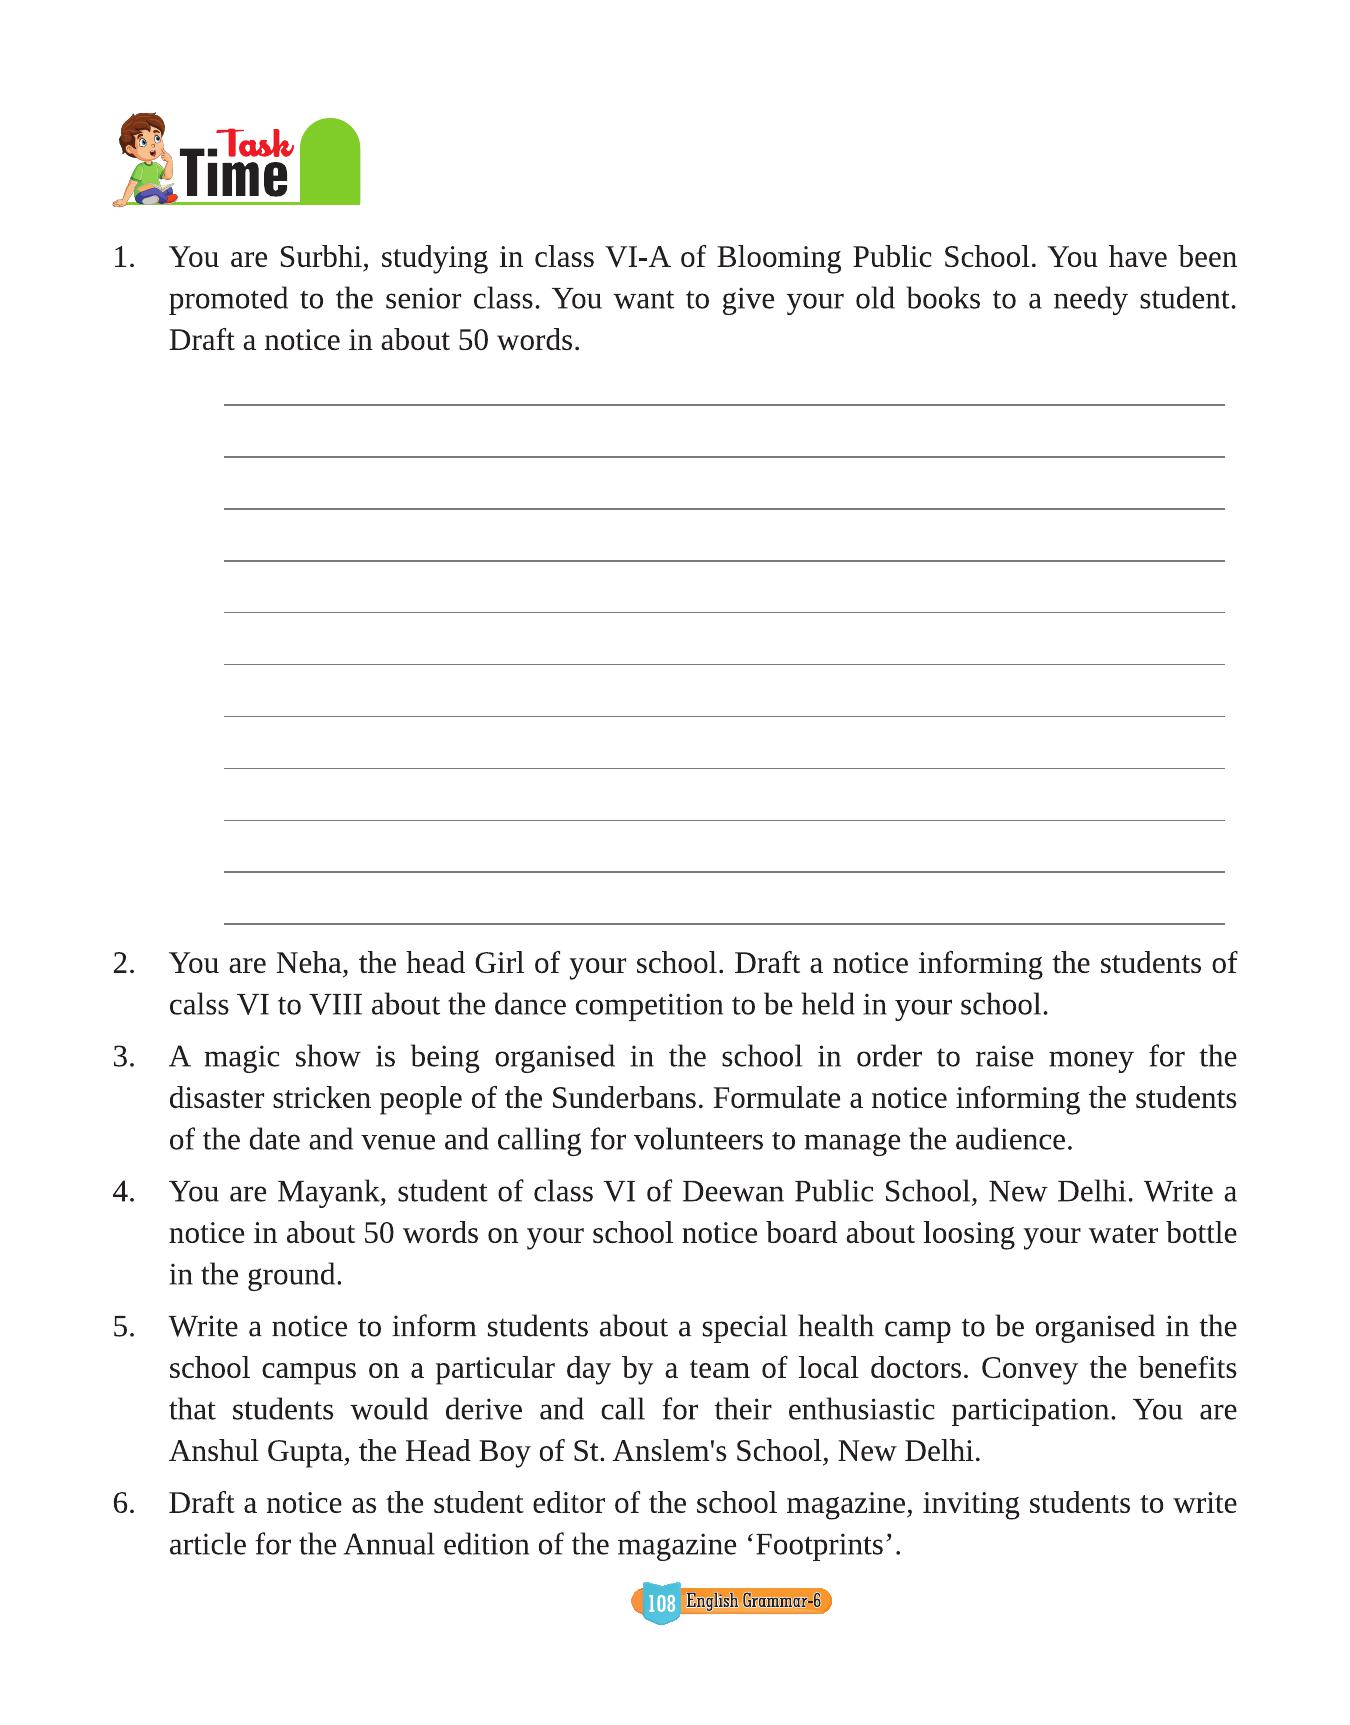 Task
Time
1. You are Surbhi, studying in class VI-A of Blooming Public School. You have been
promoted to the senior class. You want to give your old books to a needy student.
Draft a notice in about 50 words.
2. You are Neha, the head Girl of your school. Draft a notice informing the students of
calss VI to VIII about the dance competition to be held in your school.
3. A magic show is being organised in the school in order to raise money for the
disaster stricken people of the Sunderbans. Formulate a notice informing the students
of the date and venue and calling for volunteers to manage the audience.
4. You are Mayank, student of class VI of Deewan Public School, New Delhi. Write a
notice in about 50 words on your school notice board about loosing your water bottle
in the ground.
5. Write a notice to inform students about a special health camp to be organised in the
school campus on a particular day by a team of local doctors. Convey the benefits
that students would derive and call for their enthusiastic participation. You are
Anshul Gupta, the Head Boy of St. Anslem's School, New Delhi.
6. Draft a notice as the student editor of the school magazine, inviting students to write
article for the Annual edition of the magazine ‘Footprints’.
108 English Grammar-6